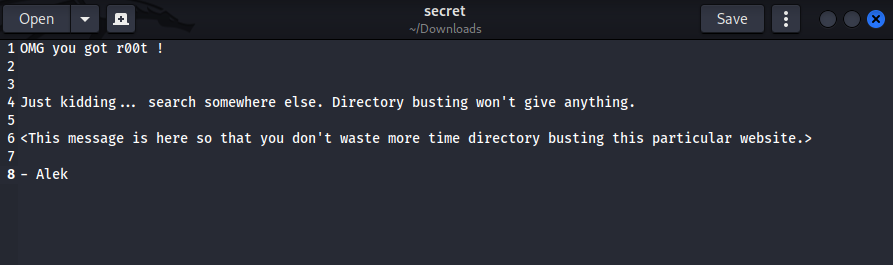 Open
secret
~/Downloads
Save
1 OMG you got r00t !
2
3
4 Just kidding... search somewhere else. Directory busting won't give anything.
5
6 <This message is here so that you don't waste more time directory busting this particular website.>
7
8 - Alek